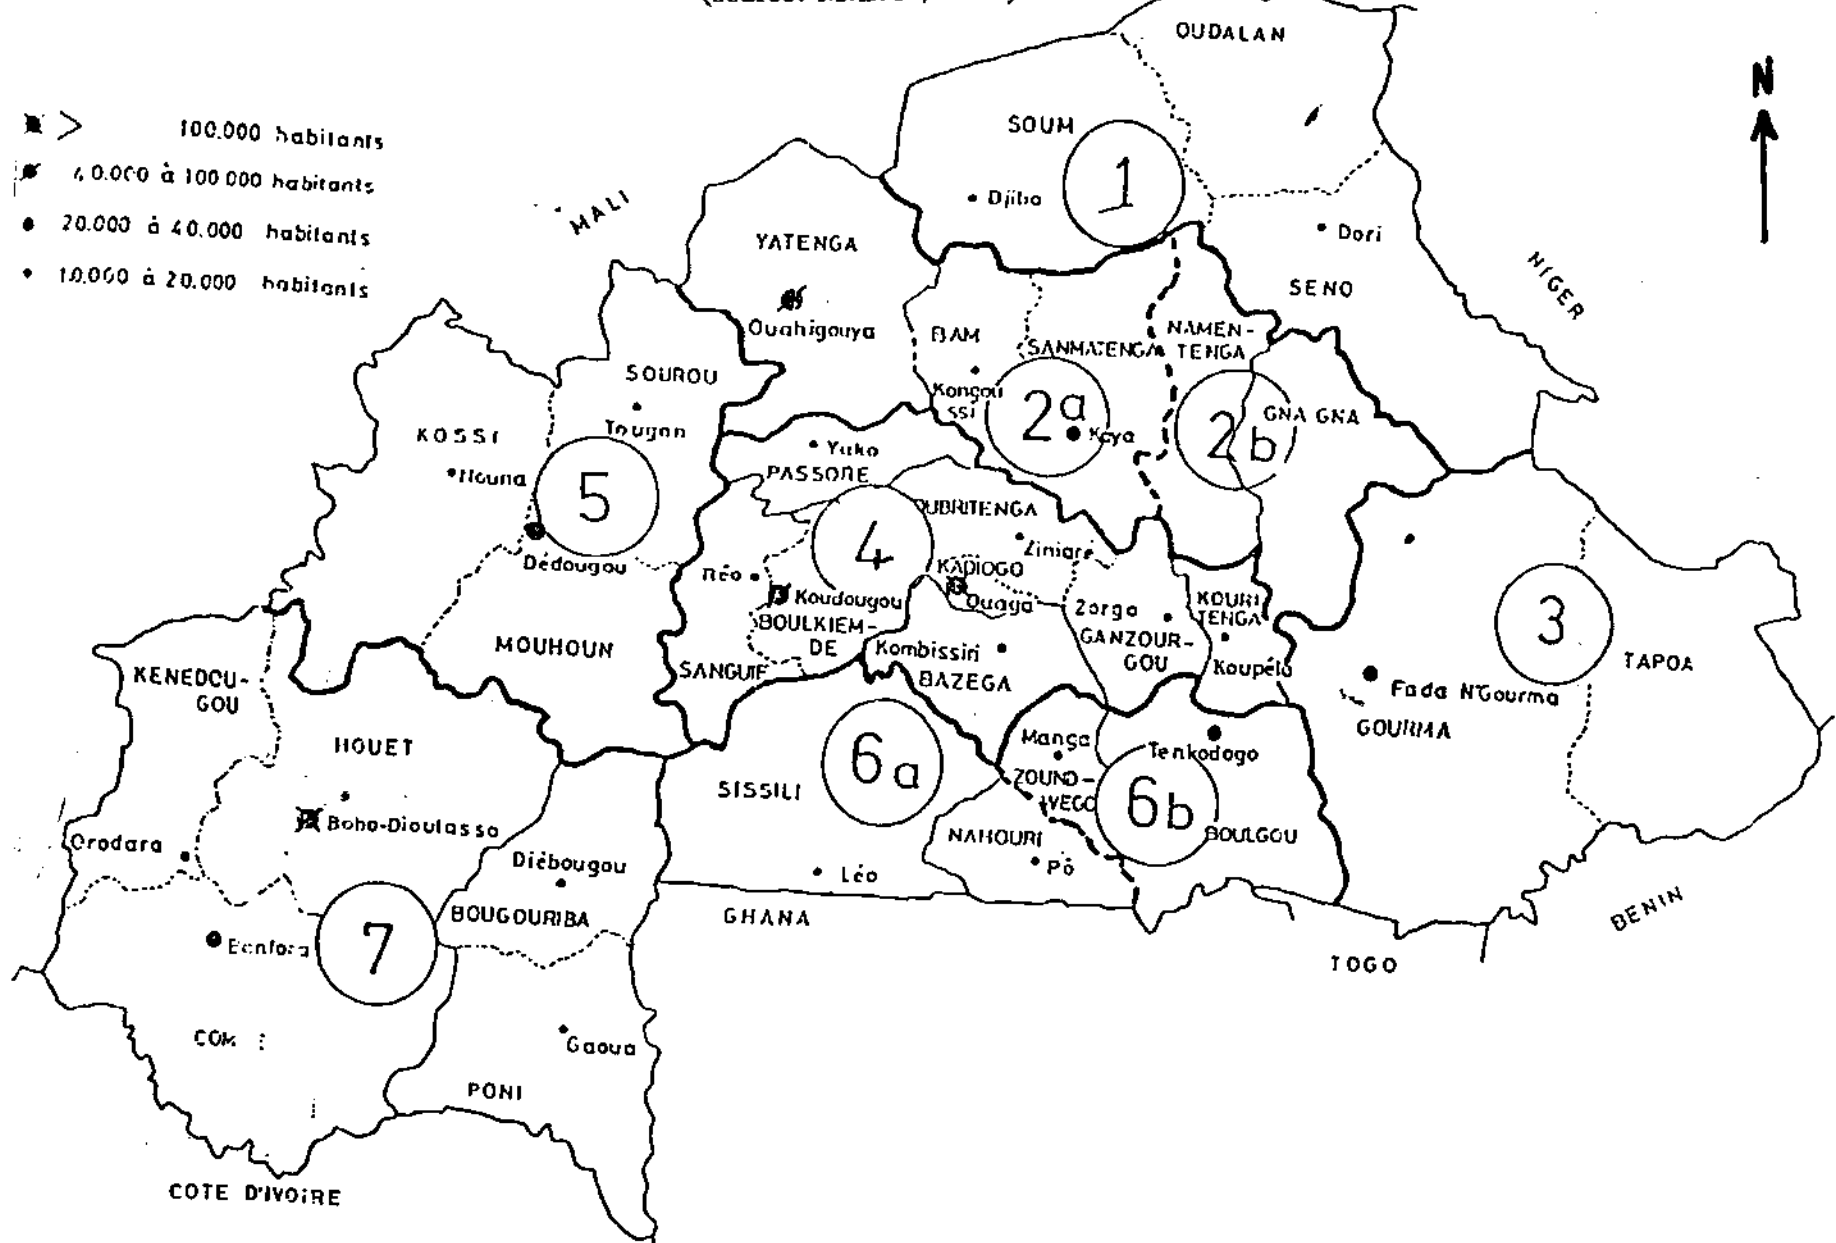 OUDALAN
N
> 100.000 habitants
40.000 à 100 000 habitants
20.000 à 40.000 habitants
10.000 à 20.000 habitants
SOUM
1
Djibo
MALI
Dori
YATENGA
NIGER
SENO
Ouahigouya
BAM
NAMEN-
TENGA
SANMATENGA
SOUROU
Kongou
ssi
2a
Kaya
2b
GNA GNA
Tougan
KOSSI
Nouna
Yako
PASSORE
5
4
OUBRITENGA
Ziniare
Dédougou
Réo
KADIOGO
Koudougou
Ouaga
Zorgo
KOURI
TENGA
3
BOULKIEM-
DE
GANZOUR-
GOU
MOUHOUN
Kombissiri
BAZEGA
Koupéla
TAPOA
SANGUIE
KENEDOU-
GOU
Fada N'Gourma
GOURMA
HOUET
Manga
Tenkodogo
6a
ZOUND-
WEGO
6b
SISSILI
Bobo-Dioulasso
NAHOURI
BOULGOU
Orodara
Diébougou
Pô
Léo
BOUGOURIBA
GHANA
BENIN
7
Banfora
TOGO
COM
Gaoua
PONI
COTE D'IVOIRE